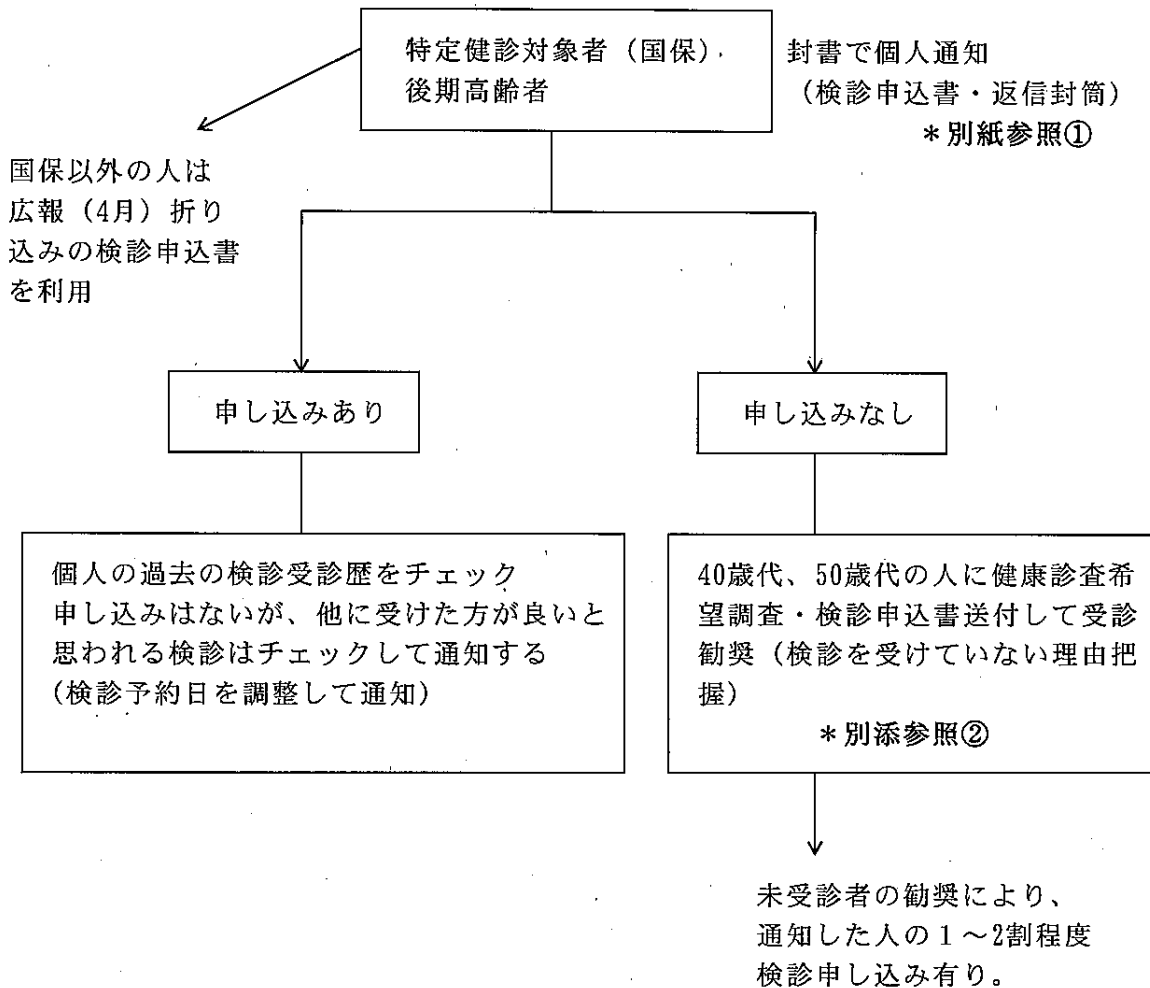 特定健診対象者（国保）
後期高齢者
封書で個人通知
（検診申込書・返信封筒）
＊別紙参照①
国保以外の人は
広報（4月）折り
込みの検診申込書
を利用
申し込みあり
申し込みなし
個人の過去の検診受診歴をチェック
申し込みはないが、他に受けた方が良いと
思われる検診はチェックして通知する
(検診予約日を調整して通知)
40歳代、50歳代の人に健康診査希
望調査・検診申込書送付して受診
勧奨（検診を受けていない理由把
握）
＊別添参照②
未受診者の勧奨により、
通知した人の１～2割程度
検診申し込み有り。